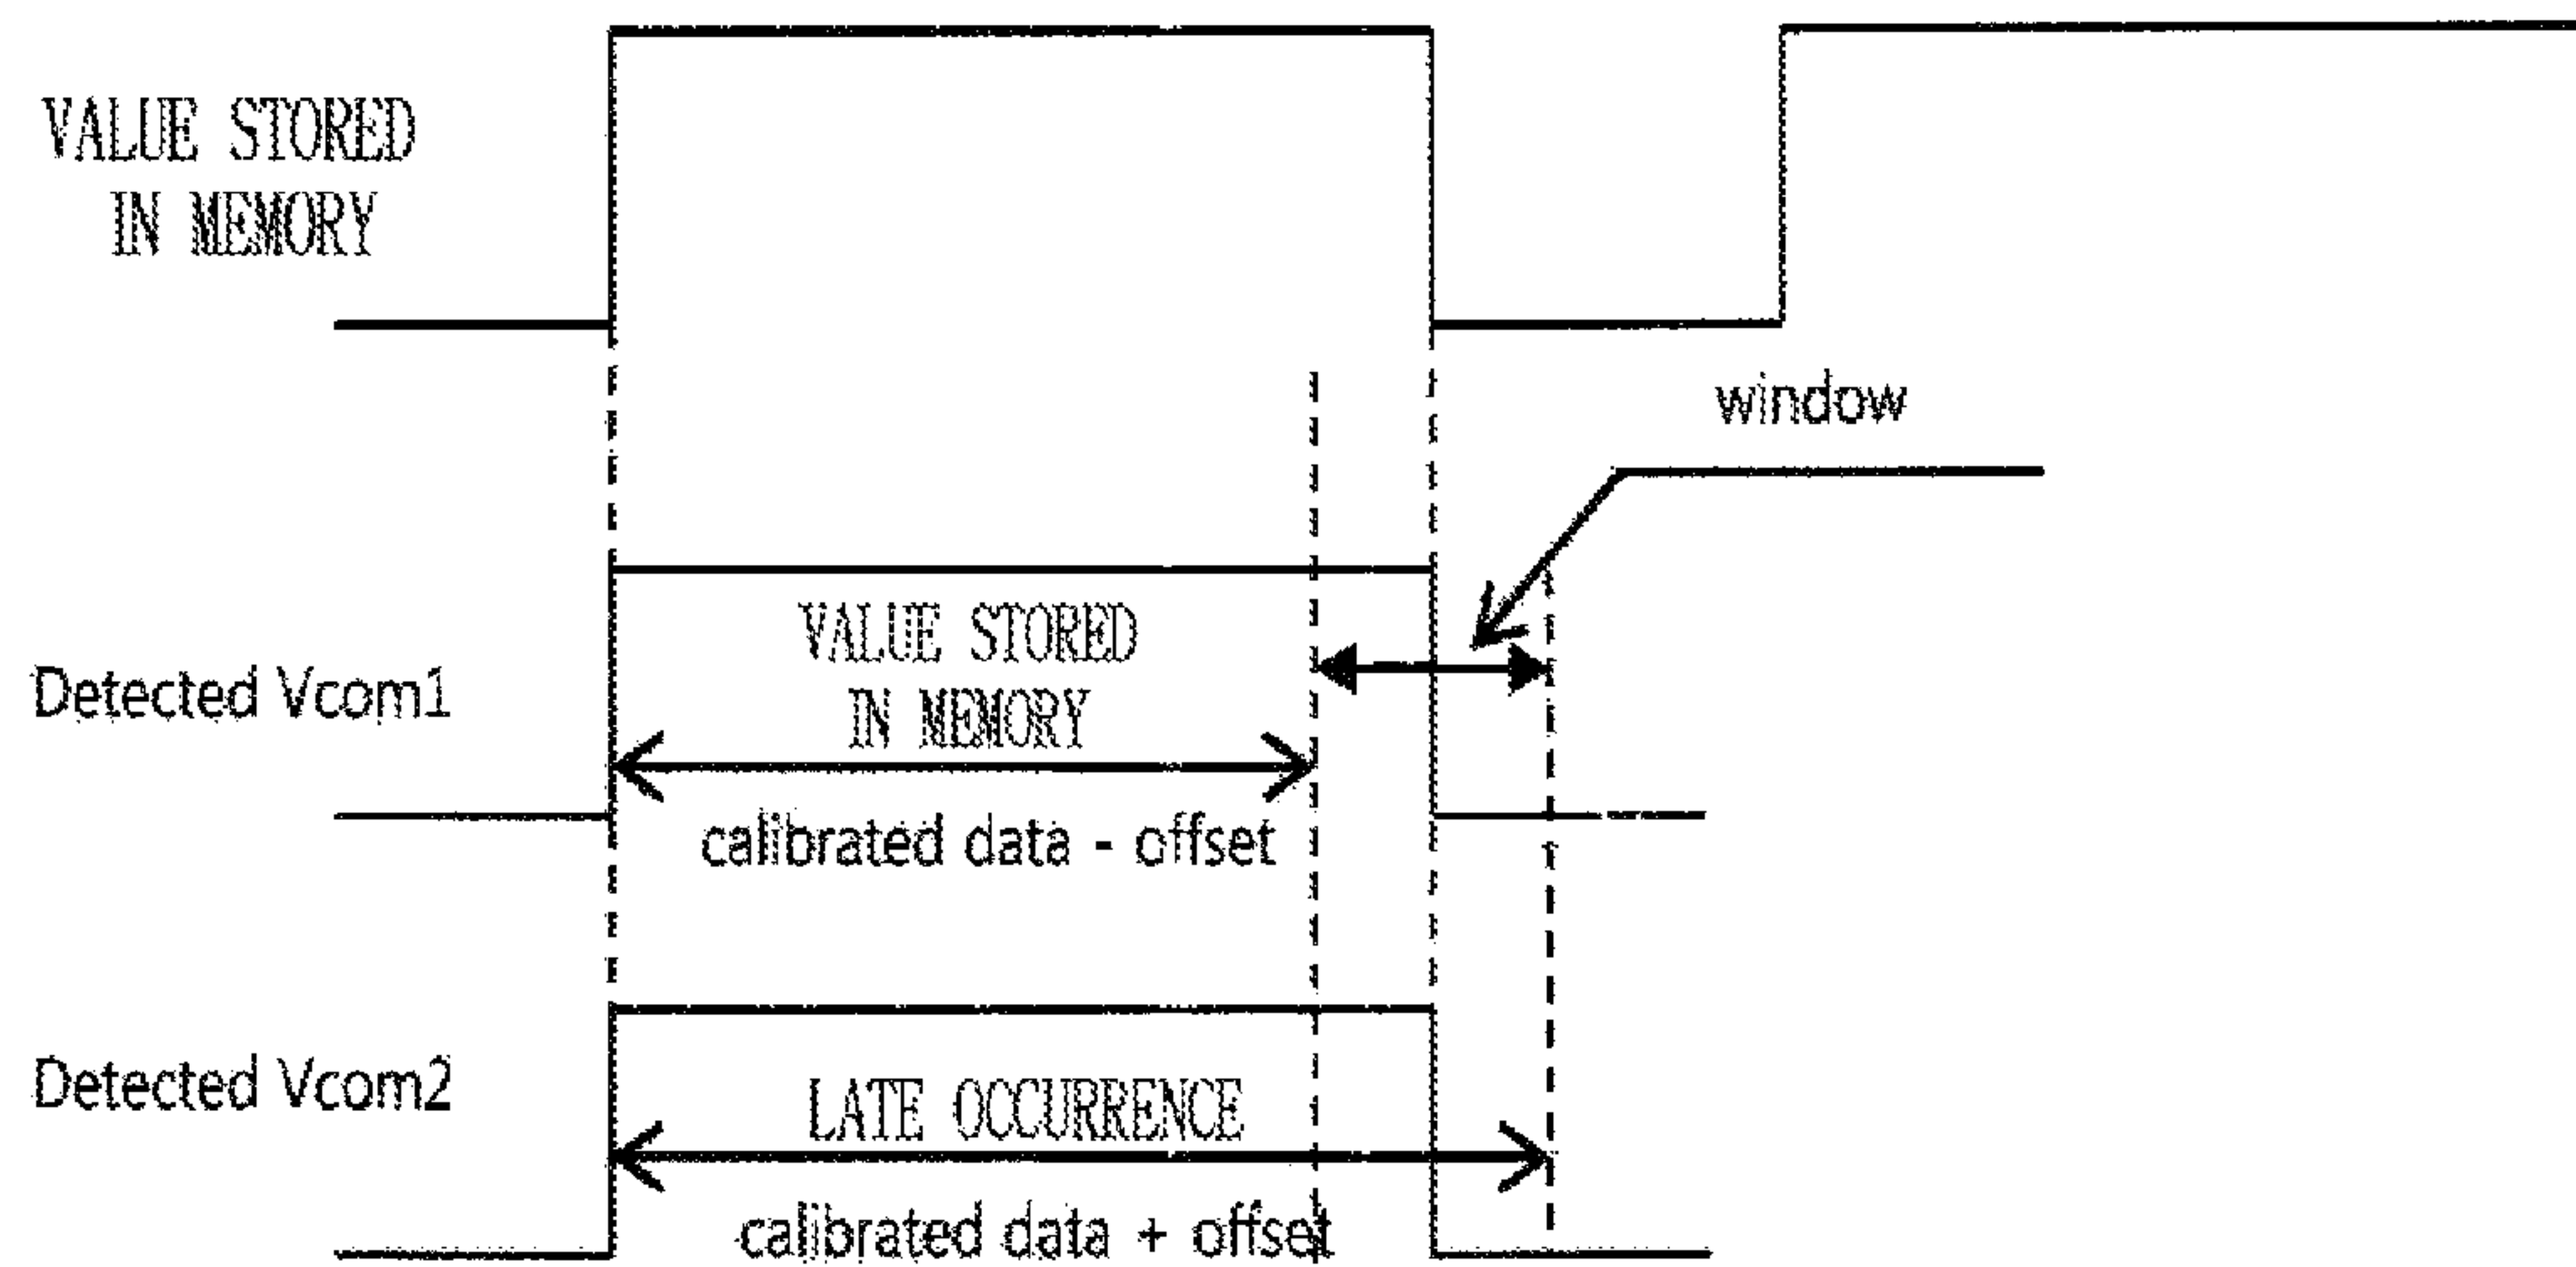 VALUE STORED
IN MEMORY
window
VALUE STORED
IN MEMORY
Detected Vcom1
calibrated data - offset
LATE OCCURRENCE
Detected Vcom2
calibrated data + offset